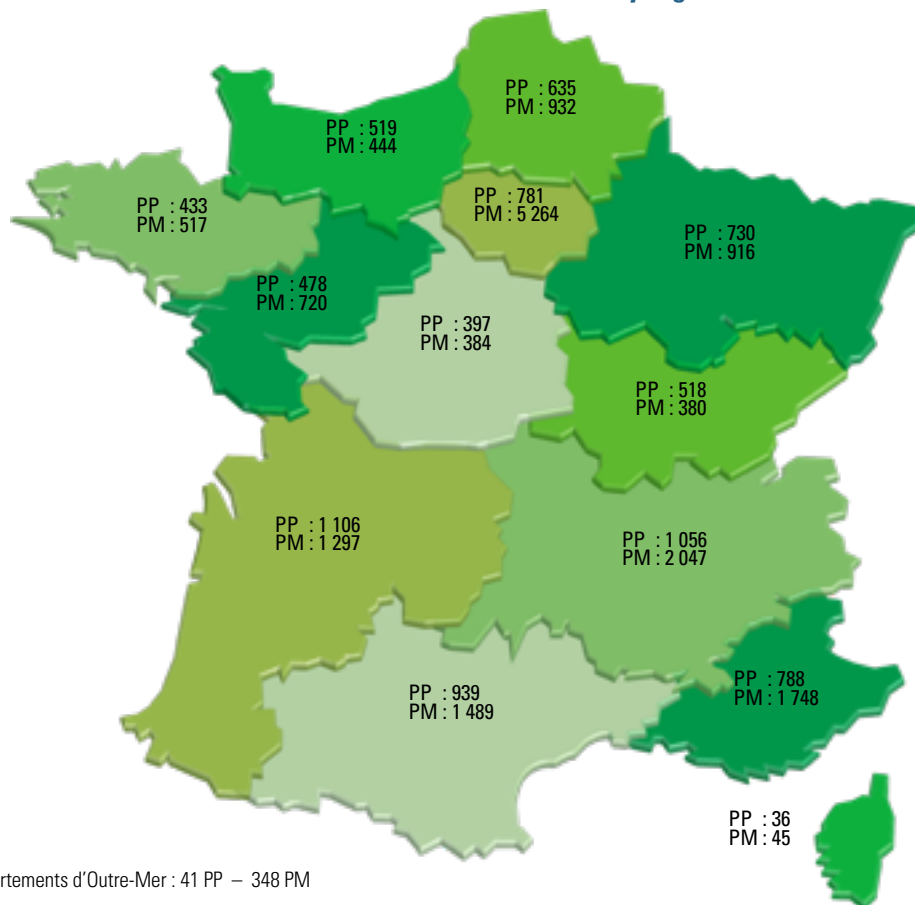 PP : 635
PM : 932
PP : 519
PM : 444
PP : 781
PM : 5 264
PP : 433
PM : 517
PP : 730
PM : 916
PP : 478
PM : 720
PP : 397
PM : 384
PP : 518
PM : 380
PP : 1 106
PM : 1 297
PP : 1 056
PM : 2 047
PP : 939
PM : 1 489
PP : 788
PM : 1 748
PP : 36
PM : 45
rtements d'Outre-Mer : 41 PP – 348 PM